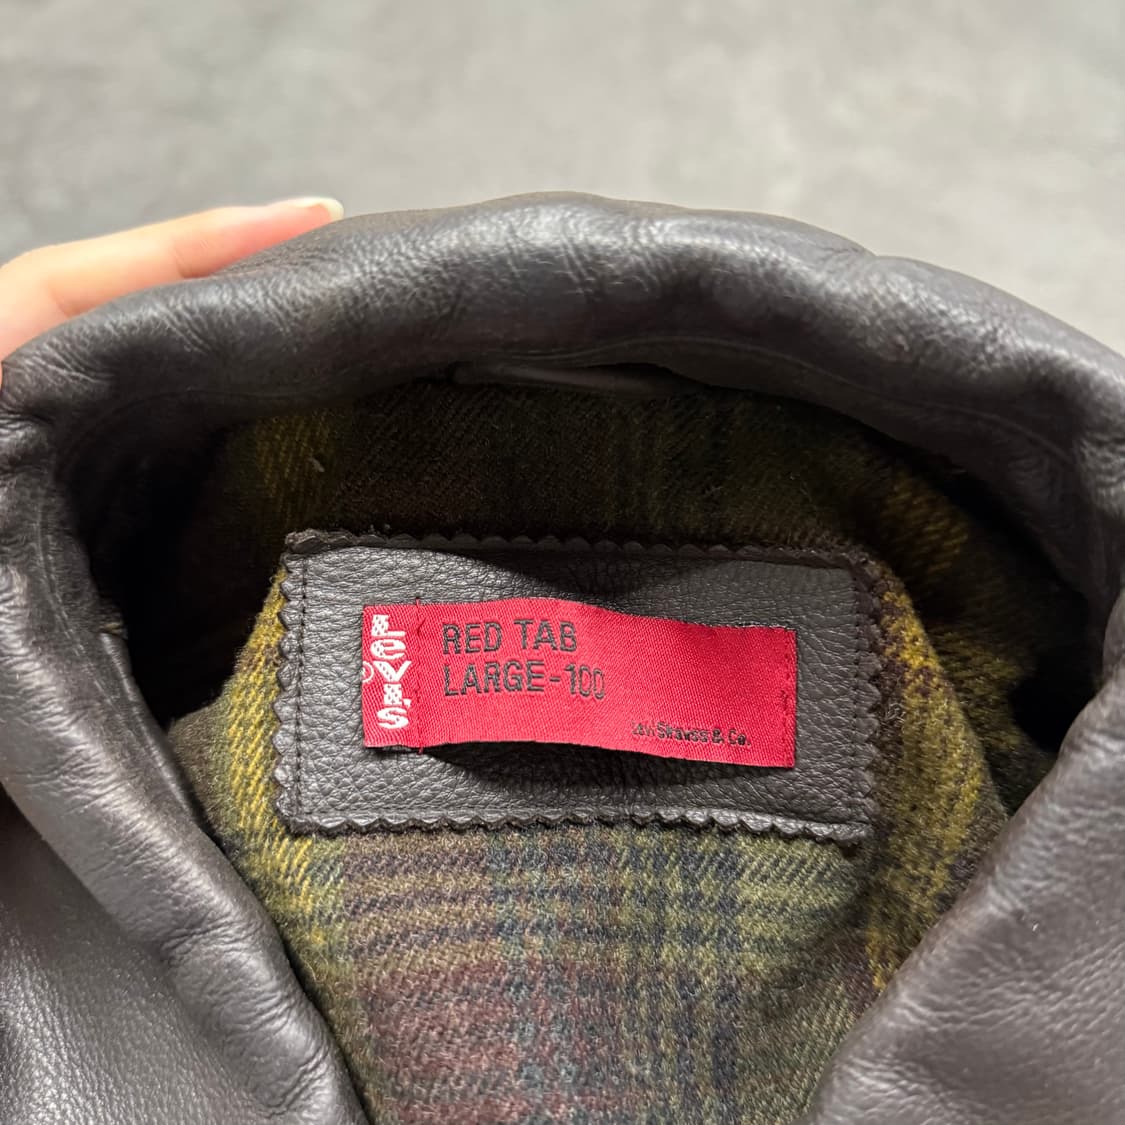 LEVI'S
RED TAB
LARGE-100
Levi Strauss & Co.